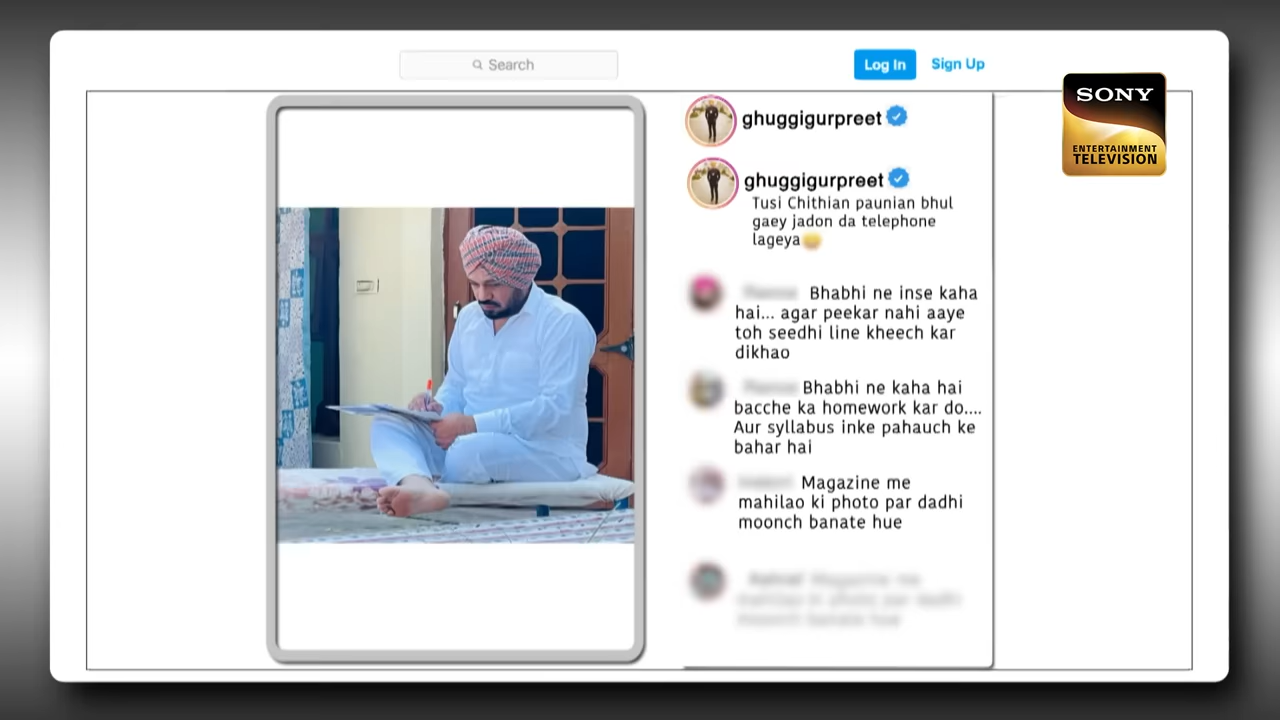 Search
Log In
Sign Up
SONY
ENTERTAINMENT
TELEVISION
ghuggigurpreet
ghuggigurpreet
Tusi Chithian paunian bhul
gaey jadon da telephone
lageya
Bhabhi ne inse kaha
hai... agar peekar nahi aaye
toh seedhi line kheech kar
dikhao
Bhabhi ne kaha hai
bacche ka homework kar do....
Aur syllabus inke pahauch ke
bahar hai
Magazine me
mahilao ki photo par dadhi
moonch banate hue